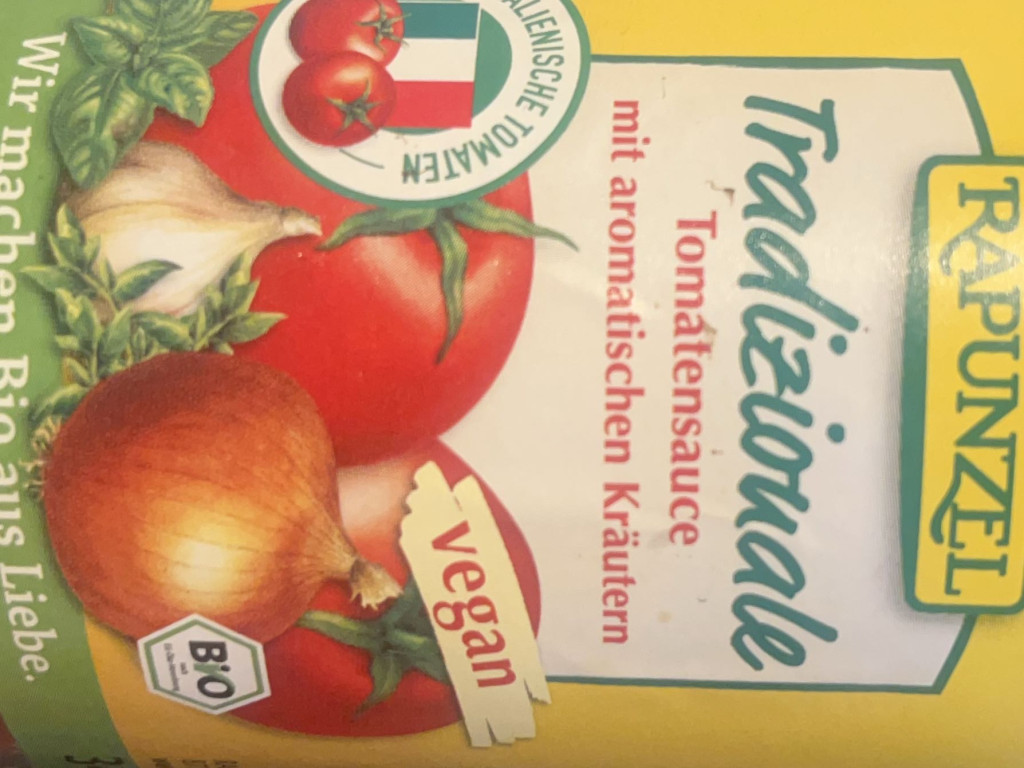 RAPUNZEL
Tradizionale
Tomatensauce
mit aromatischen Kräutern
ITALIENISCHE TOMATEN
vegan
Bio
Wir machen Bio aus Liebe.